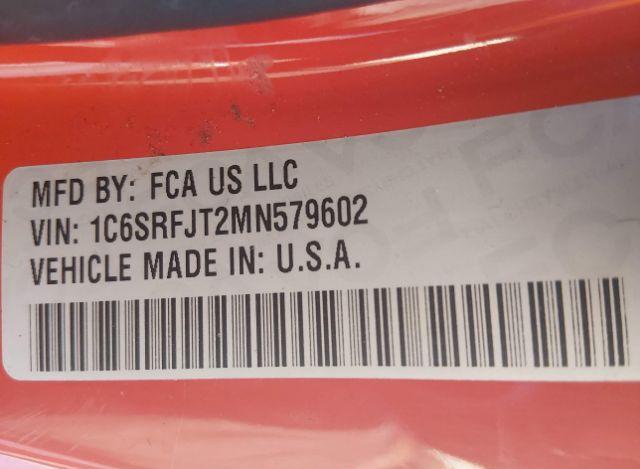 MFD BY: FCA US LLC
VIN: 1C6SRFJT2MN579602
VEHICLE MADE IN: U.S.A.